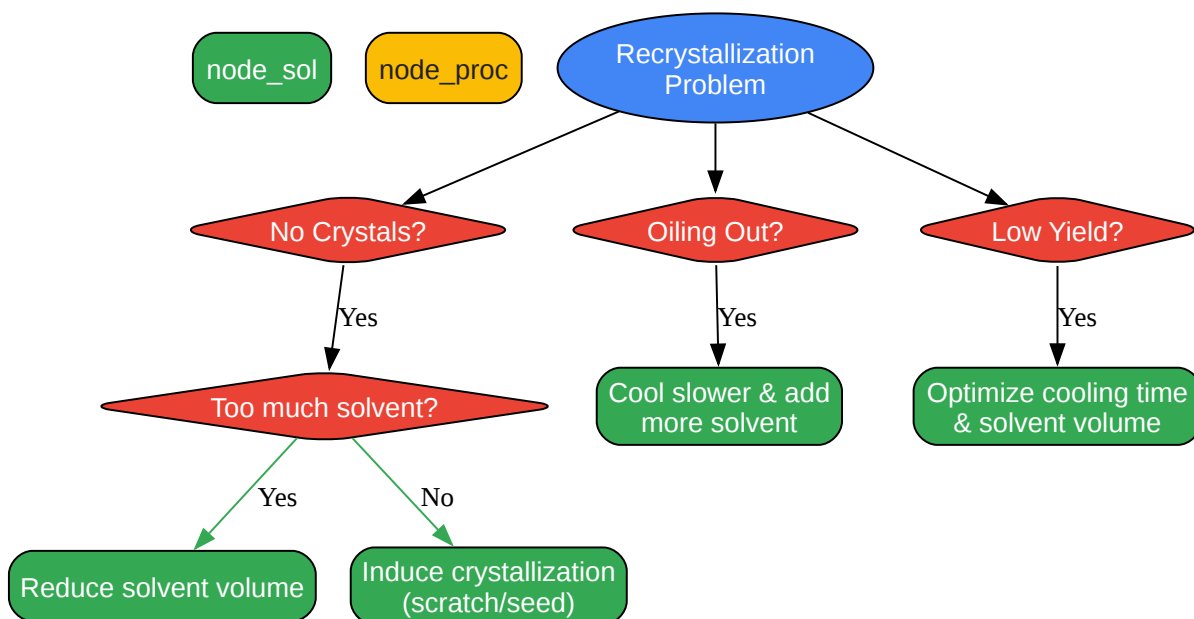 node_sol
node_proc
Recrystallization
Problem
No Crystals?
Oiling Out?
Low Yield?
Yes
Yes
Yes
Too much solvent?
Cool slower & add
more solvent
Optimize cooling time
& solvent volume
Yes
No
Reduce solvent volume
Induce crystallization
(scratch/seed)